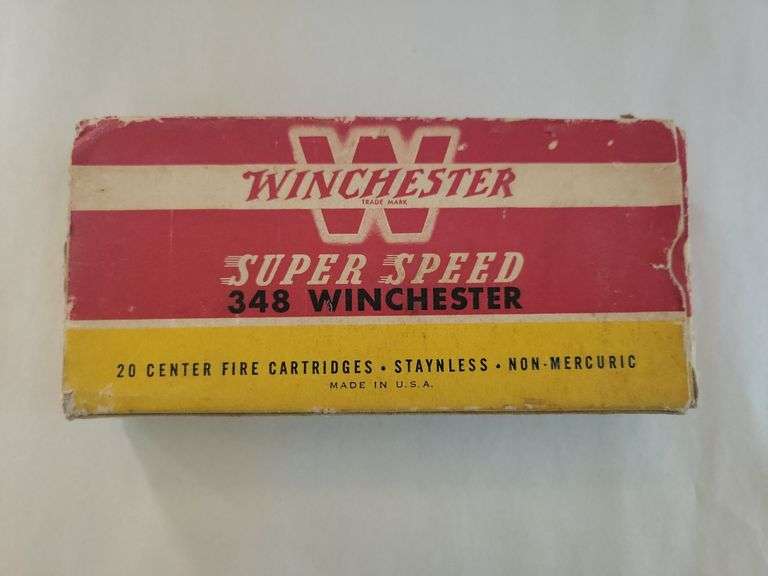 WINCHESTER
TRADE MARK
SUPER SPEED
348 WINCHESTER
20 CENTER FIRE CARTRIDGES • STAYNLESS • NON-MERCURIC
MADE IN U.S.A.